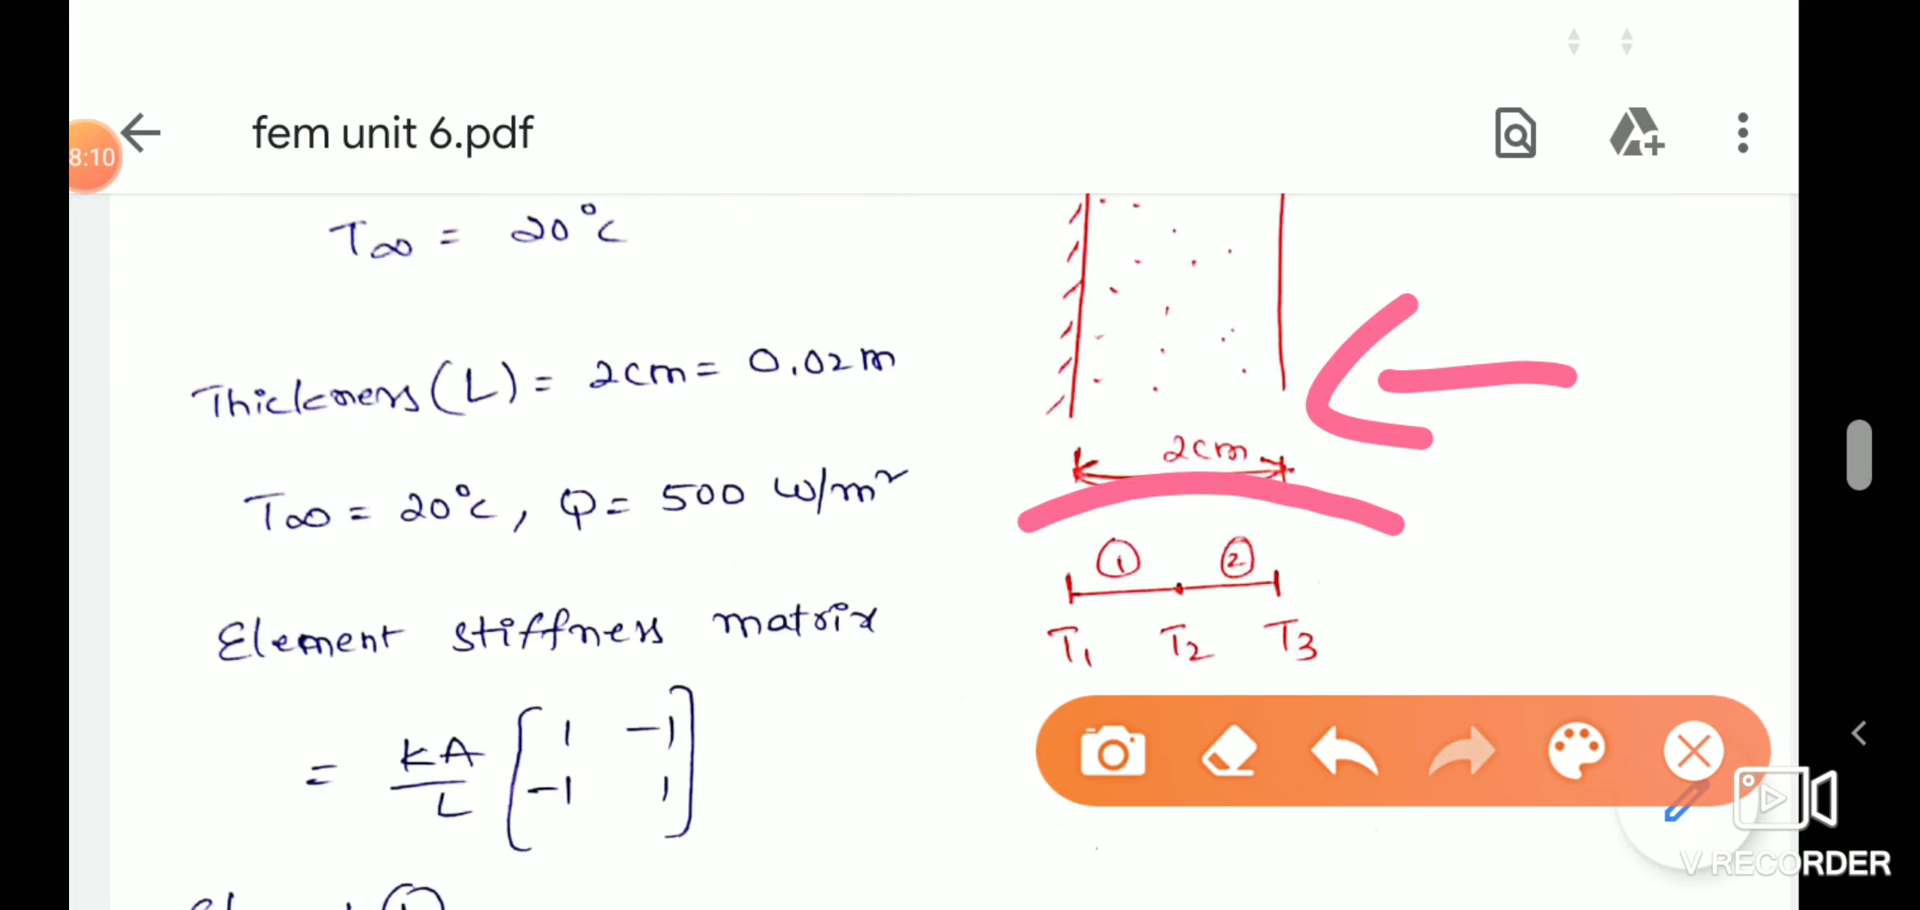 fem unit 6.pdf
8:10
T∞ = 20°C
Thickness(L) = 2cm = 0.02m
2cm
T∞ = 20°C, Q = 500 W/m²
① ②
Element stiffness matrix
T₁ T₂ T₃
= kA/L [1 -1
-1 1]
V RECORDER